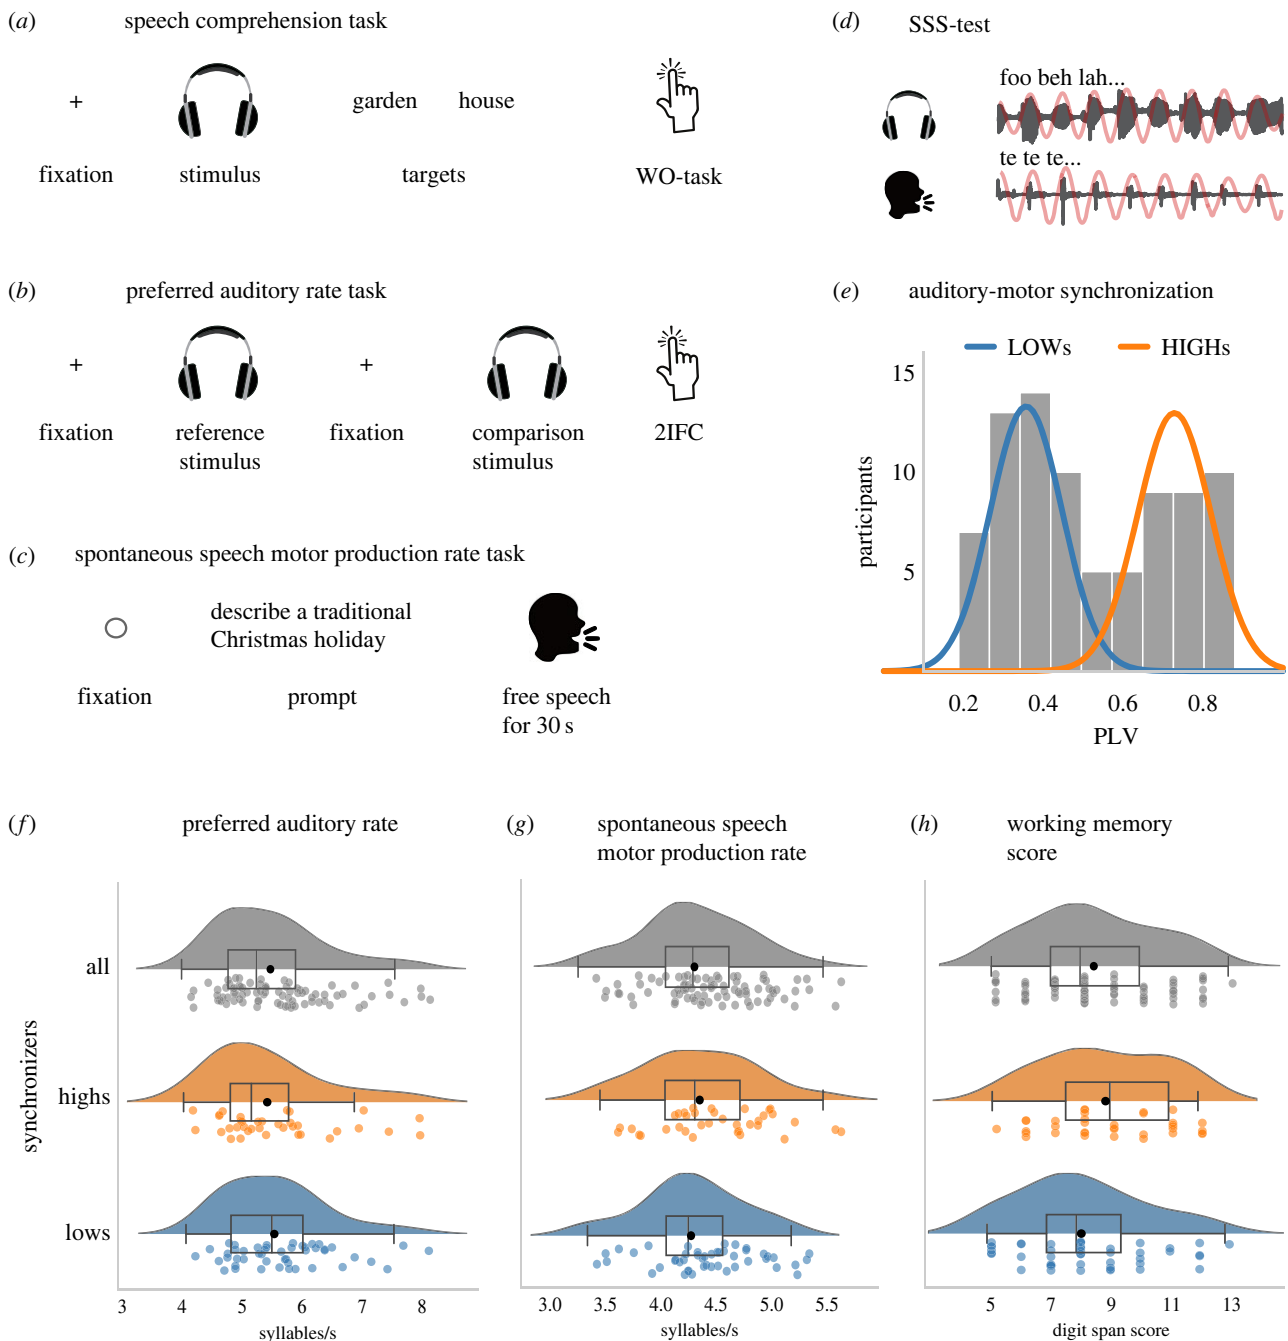 (a) speech comprehension task
+ garden house
fixation stimulus targets WO-task
(b) preferred auditory rate task
+ +
fixation reference fixation comparison 2IFC
stimulus stimulus
(c) spontaneous speech motor production rate task
describe a traditional
Christmas holiday
fixation prompt free speech
for 30 s
(d) SSS-test
foo beh lah...
te te te...
(e) auditory-motor synchronization
LOWs HIGHs
15
10
5
participants
0.2 0.4 0.6 0.8
PLV
(f) preferred auditory rate
synchronizers
all
highs
lows
3 4 5 6 7 8
syllables/s
(g) spontaneous speech
motor production rate
3.0 3.5 4.0 4.5 5.0 5.5
syllables/s
(h) working memory
score
5 7 9 11 13
digit span score